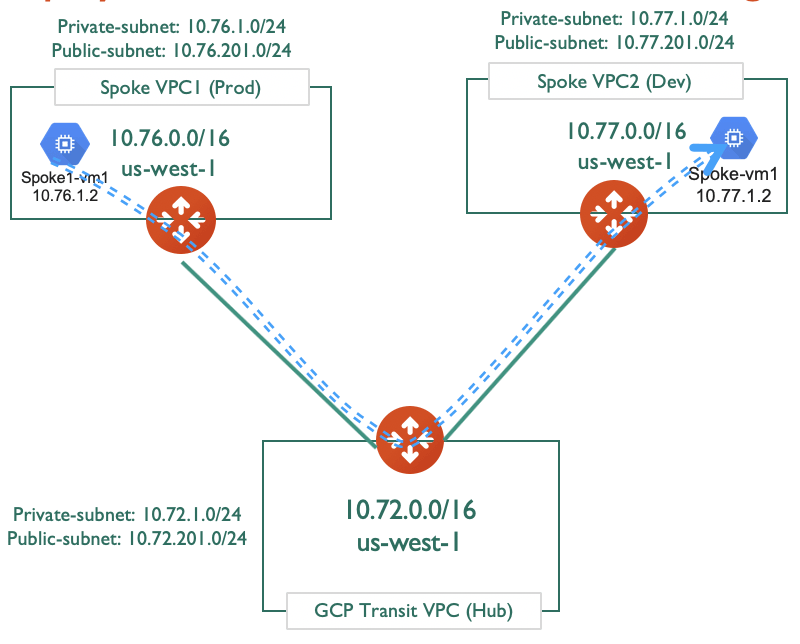 Private-subnet: 10.76.1.0/24
Public-subnet: 10.76.201.0/24
Spoke VPC1 (Prod)
10.76.0.0/16
us-west-1
Spoke1-vm1
10.76.1.2
Private-subnet: 10.77.1.0/24
Public-subnet: 10.77.201.0/24
Spoke VPC2 (Dev)
10.77.0.0/16
us-west-1
Spoke-vm1
10.77.1.2
Private-subnet: 10.72.1.0/24
Public-subnet: 10.72.201.0/24
10.72.0.0/16
us-west-1
GCP Transit VPC (Hub)